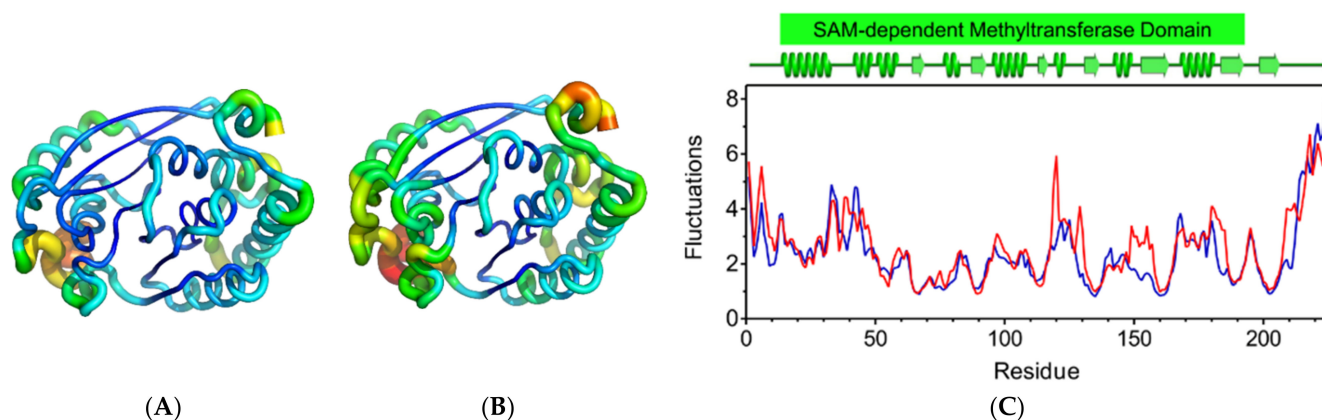 SAM-dependent Methyltransferase Domain
8
6
4
2
0
Fluctuations
0 50 100 150 200
Residue
(A) (B) (C)